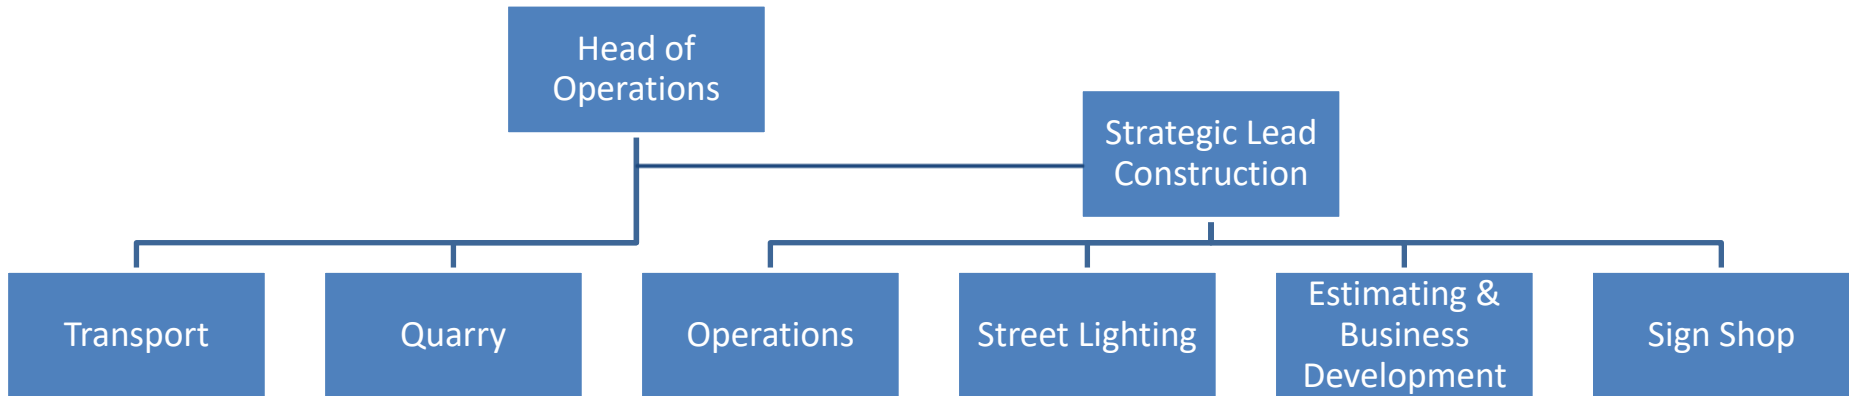 Head of
Operations
Strategic Lead
Construction
Transport
Quarry
Operations
Street Lighting
Estimating &
Business
Development
Sign Shop